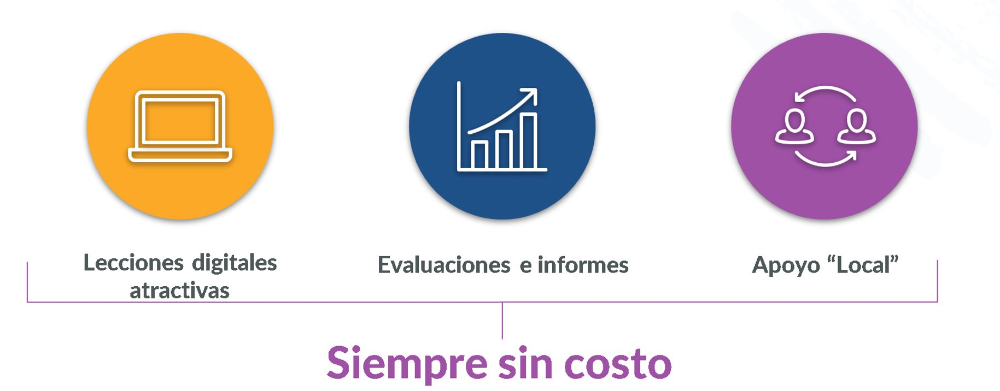 Lecciones digitales
atractivas
Evaluaciones e informes
Apoyo “Local”
Siempre sin costo